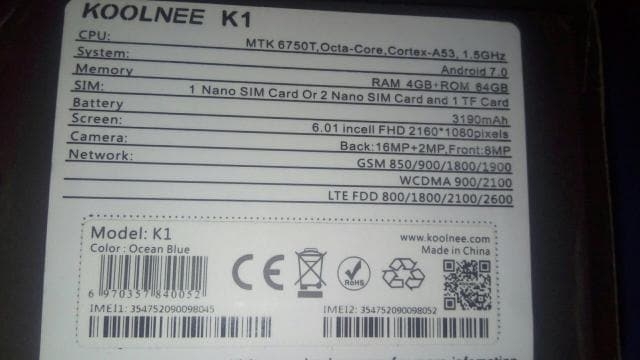 KOOLNEE K1
CPU: MTK 6750T,Octa-Core,Cortex-A53, 1.5GHz
System: Android 7.0
Memory RAM 4GB+ROM 64GB
SIM: 1 Nano SIM Card Or 2 Nano SIM Card and 1 TF Card
Battery 3190mAh
Screen: 6.01 incell FHD 2160*1080pixels
Camera: Back:16MP+2MP,Front:8MP
Network: GSM 850/900/1800/1900
WCDMA 900/2100
LTE FDD 800/1800/2100/2600
Model: K1
Color : Ocean Blue
CE
RoHS
www.koolnee.com
Made in China
6 970357 840052
IMEI1: 354752090098045
IMEI2: 354752090098052
more information